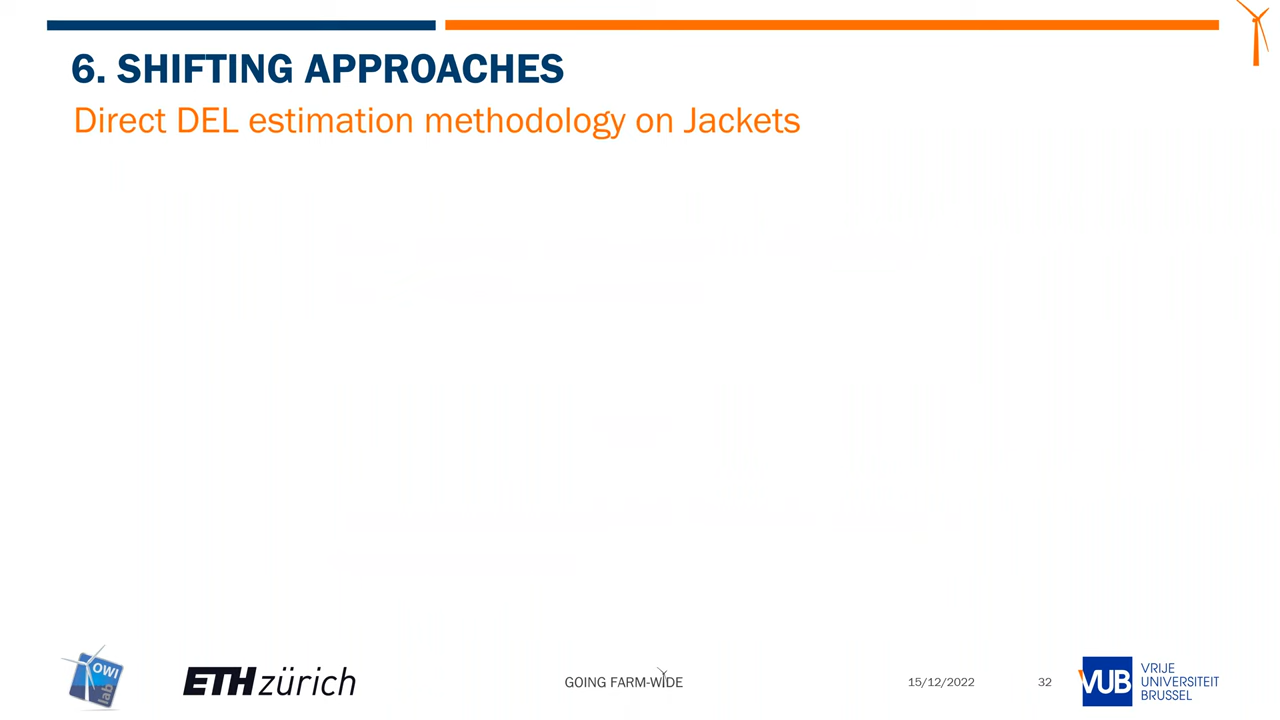 6. SHIFTING APPROACHES
Direct DEL estimation methodology on Jackets
OWI
lab
ETH zürich
GOING FARM-WIDE
15/12/2022
32
VUB
VRIJE
UNIVERSITEIT
BRUSSEL